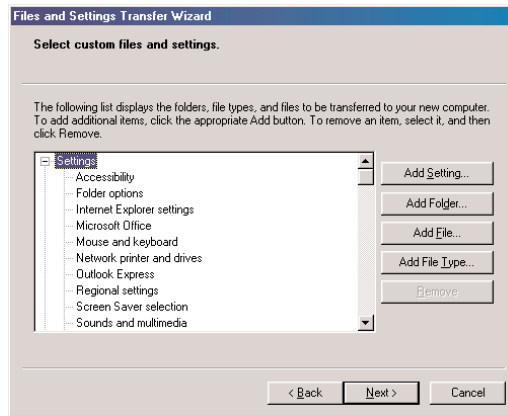 Files and Settings Transfer Wizard
Select custom files and settings.
The following list displays the folders, file types, and files to be transferred to your new computer.
To add additional items, click the appropriate Add button. To remove an item, select it, and then
click Remove.
Settings
Accessibility
Folder options
Internet Explorer settings
Microsoft Office
Mouse and keyboard
Network printer and drives
Outlook Express
Regional settings
Screen Saver selection
Sounds and multimedia
Add Setting...
Add Folder...
Add File...
Add File Type...
Remove
< Back
Next >
Cancel